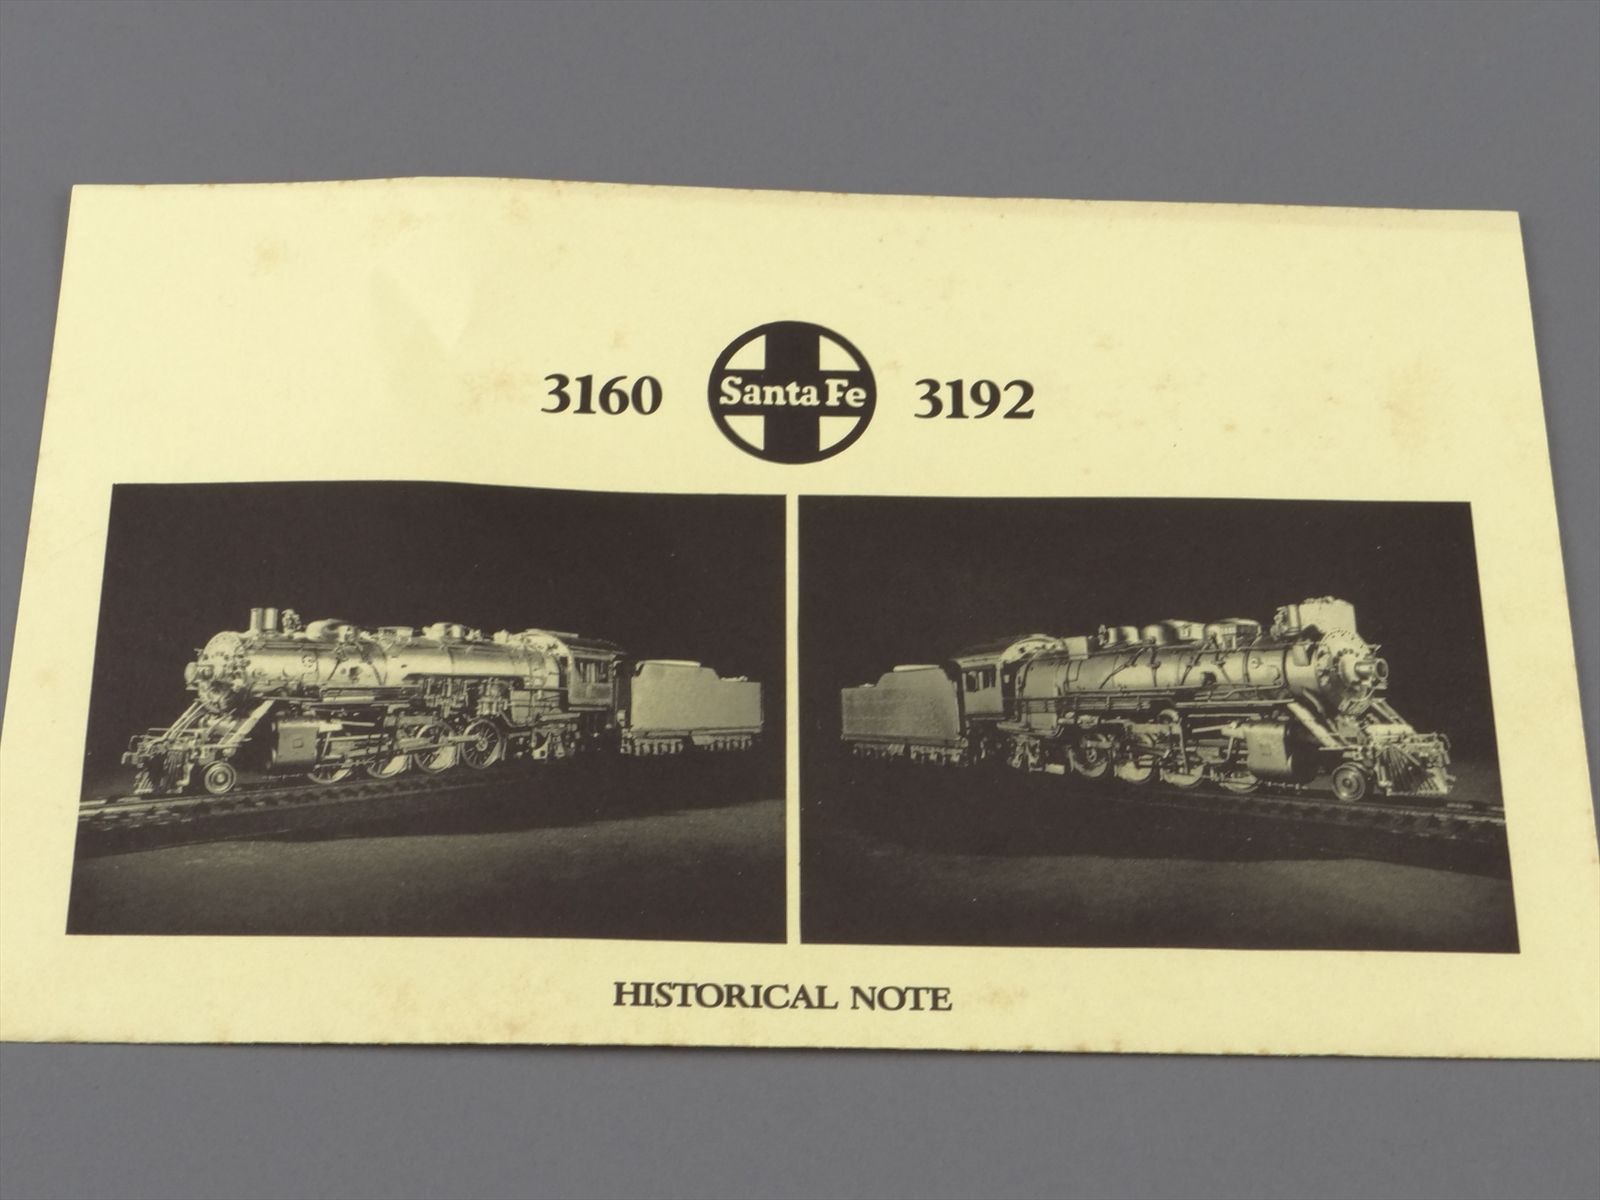 3160 Santa Fe 3192
HISTORICAL NOTE